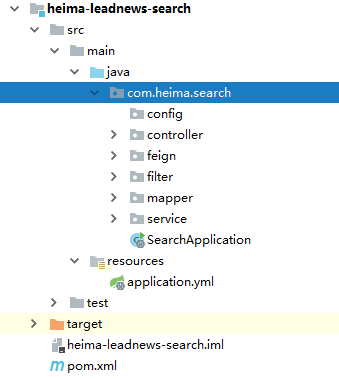 heima-leadnews-search
src
main
java
com.heima.search
config
controller
feign
filter
mapper
service
SearchApplication
resources
application.yml
test
target
heima-leadnews-search.iml
pom.xml